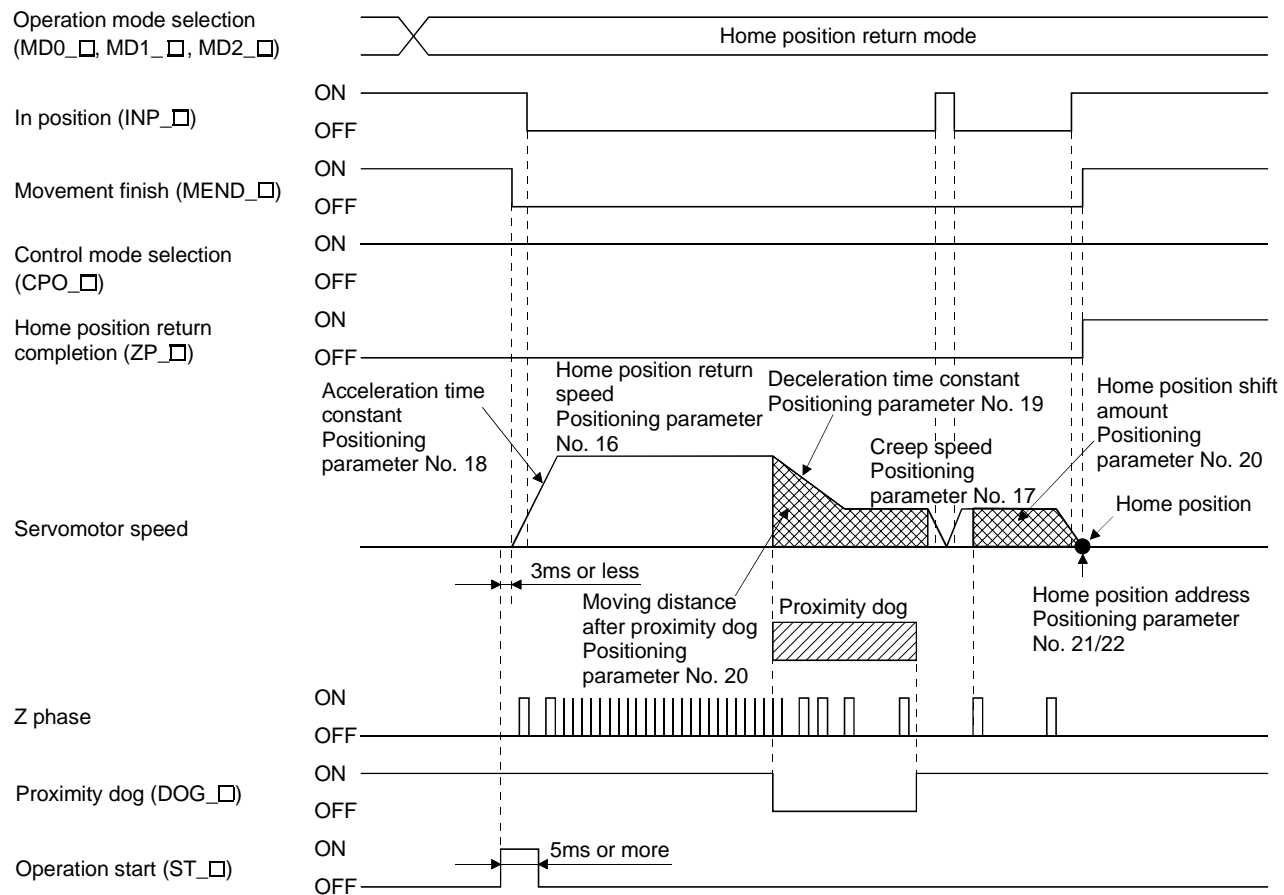 Operation mode selection
(MD0_□, MD1_□, MD2_□)
Home position return mode
In position (INP_□)
ON
OFF
Movement finish (MEND_□)
ON
OFF
Control mode selection
(CPO_□)
ON
OFF
Home position return
completion (ZP_□)
ON
OFF
Acceleration time
constant
Positioning
parameter No. 18
Home position return
speed
Positioning parameter
No. 16
Deceleration time constant
Positioning parameter No. 19
Creep speed
Positioning
parameter No. 17
Home position shift
amount
Positioning
parameter No. 20
Home position
Servomotor speed
3ms or less
Moving distance
after proximity dog
Positioning
parameter No. 20
Proximity dog
Home position address
Positioning parameter
No. 21/22
Z phase
ON
OFF
Proximity dog (DOG_□)
ON
OFF
Operation start (ST_□)
ON
OFF
5ms or more